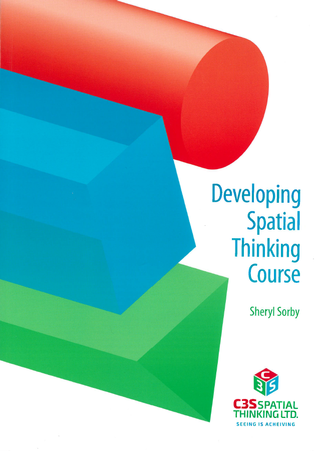 Developing
Spatial
Thinking
Course
Sheryl Sorby
C
3 S
C3S SPATIAL
THINKING LTD.
SEEING IS ACHEIVING